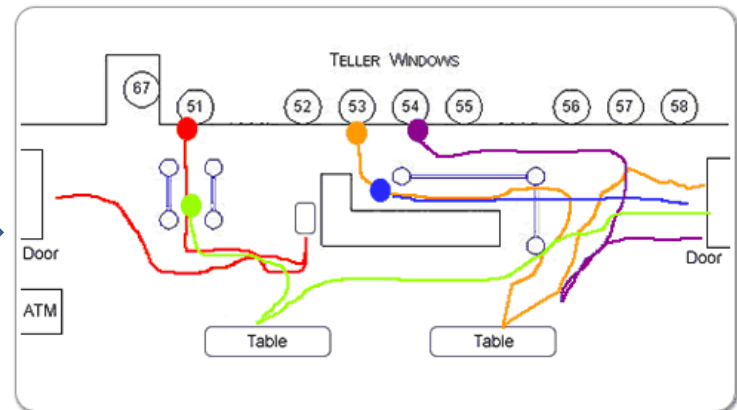 TELLER WINDOWS
67 51 52 53 54 55 56 57 58
Door
Door
ATM
Table
Table